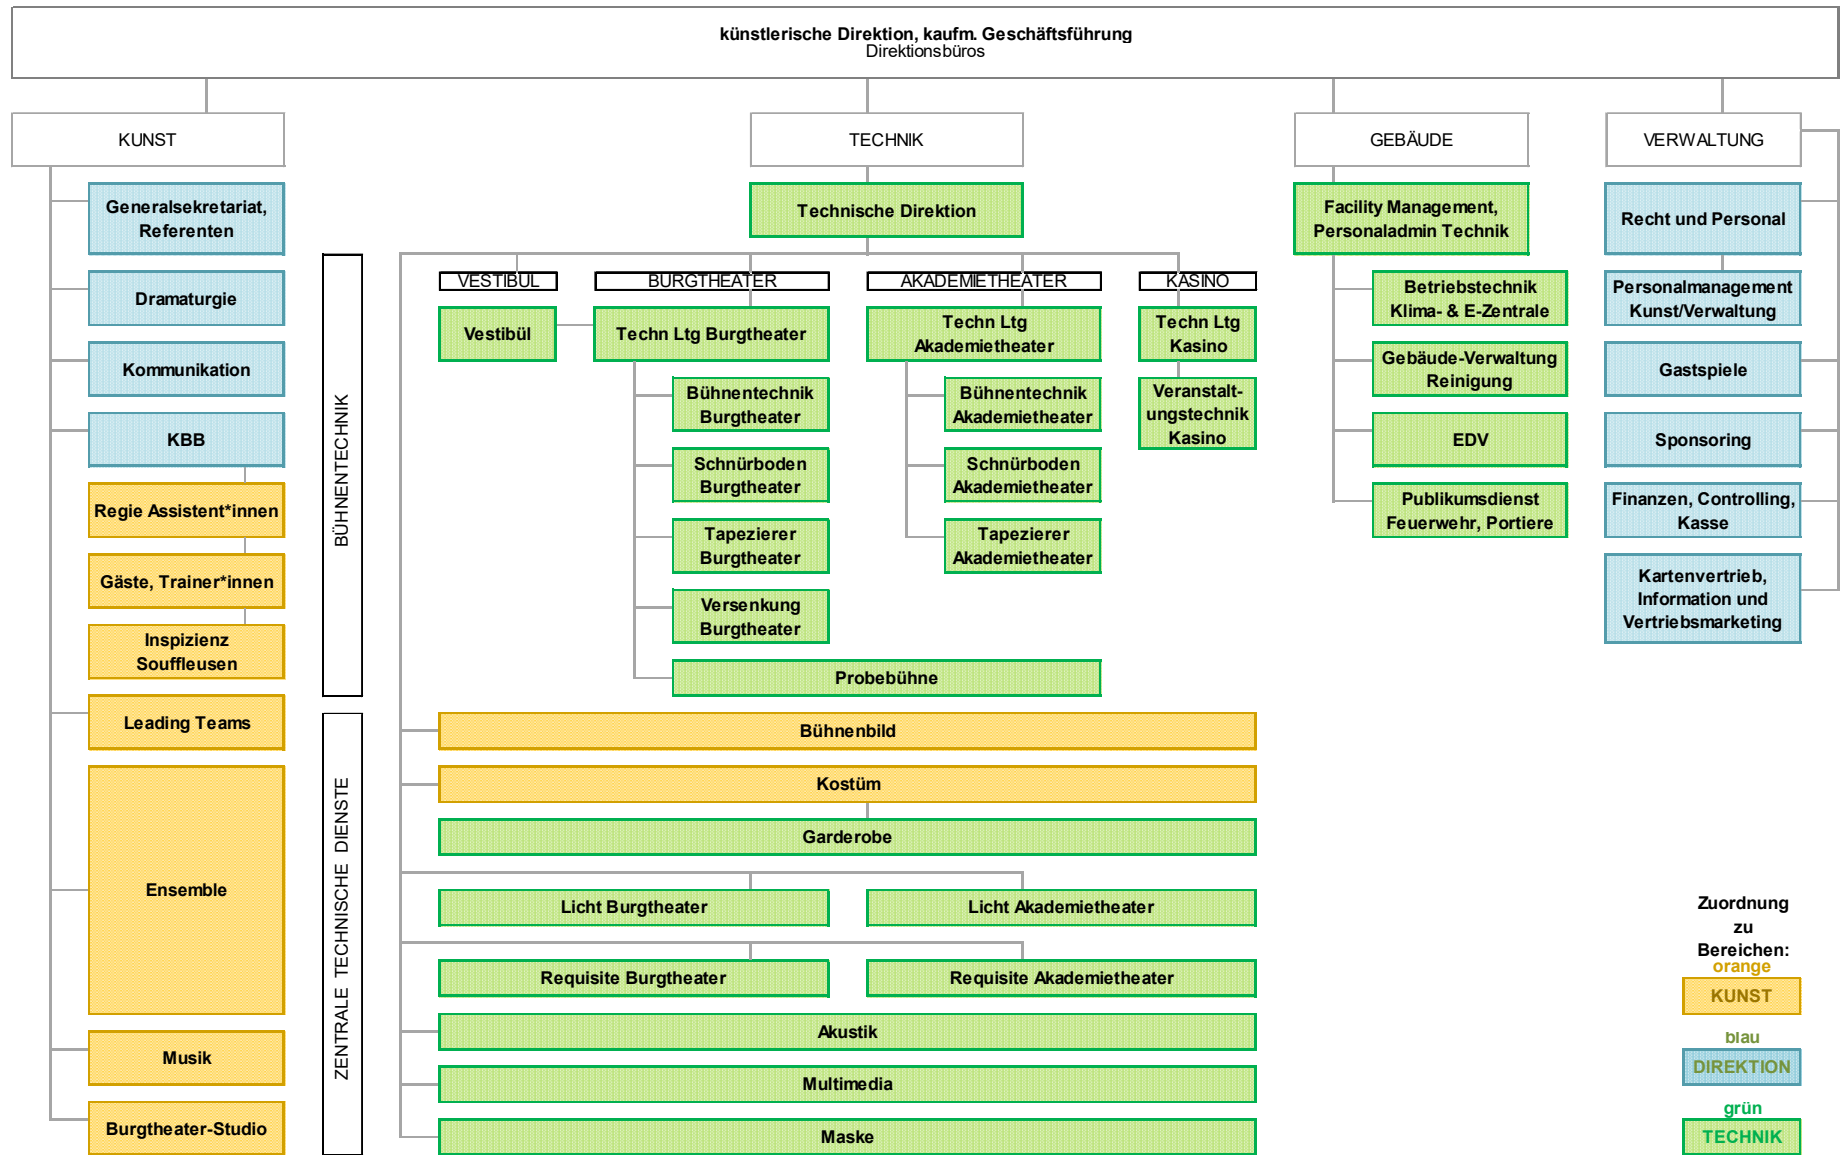 künstlerische Direktion, kaufm. Geschäftsführung
Direktionsbüros
KUNST
Generalsekretariat,
Referenten
Dramaturgie
Kommunikation
KBB
Regie Assistent*innen
Gäste, Trainer*innen
Inspizienz
Souffleusen
Leading Teams
Ensemble
Musik
Burgtheater-Studio
BÜHNENTECHNIK
ZENTRALE TECHNISCHE DIENSTE
TECHNIK
Technische Direktion
VESTIBÜL
BURGTHEATER
AKADEMIETHEATER
KASINO
Vestibül
Techn Ltg Burgtheater
Techn Ltg
Akademietheater
Techn Ltg
Kasino
Bühnentechnik
Burgtheater
Bühnentechnik
Akademietheater
Veranstalt-
ungstechnik
Kasino
Schnürboden
Burgtheater
Schnürboden
Akademietheater
Tapezierer
Burgtheater
Tapezierer
Akademietheater
Versenkung
Burgtheater
Probebühne
Bühnenbild
Kostüm
Garderobe
Licht Burgtheater
Licht Akademietheater
Requisite Burgtheater
Requisite Akademietheater
Akustik
Multimedia
Maske
GEBÄUDE
Facility Management,
Personaladmin Technik
Betriebstechnik
Klima- & E-Zentrale
Gebäude-Verwaltung
Reinigung
EDV
Publikumsdienst
Feuerwehr, Portiere
VERWALTUNG
Recht und Personal
Personalmanagement
Kunst/Verwaltung
Gastspiele
Sponsoring
Finanzen, Controlling,
Kasse
Kartenvertrieb,
Information und
Vertriebsmarketing
Zuordnung
zu
Bereichen:
orange
KUNST
blau
DIREKTION
grün
TECHNIK